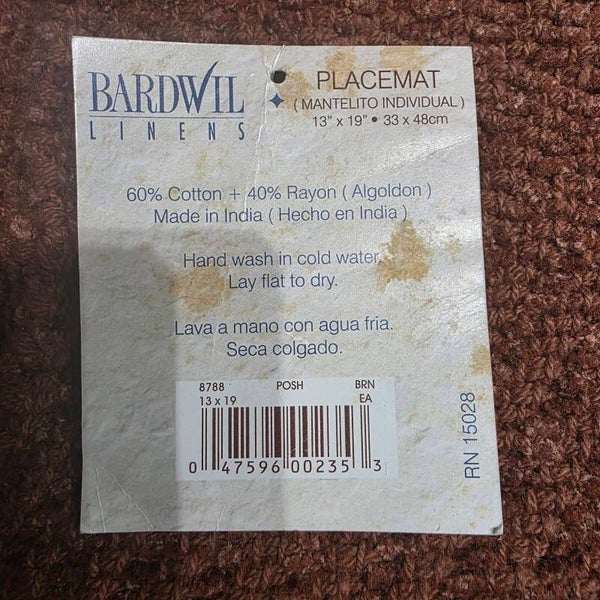 BARDWIL
LINENS
PLACEMAT
( MANTELITO INDIVIDUAL )
13" x 19" • 33 x 48cm
60% Cotton + 40% Rayon ( Algoldon )
Made in India ( Hecho en India )
Hand wash in cold water.
Lay flat to dry.
Lava a mano con agua fria.
Seca colgado.
8788 POSH BRN
13 x 19 EA
0 47596 00235 3
RN 15028